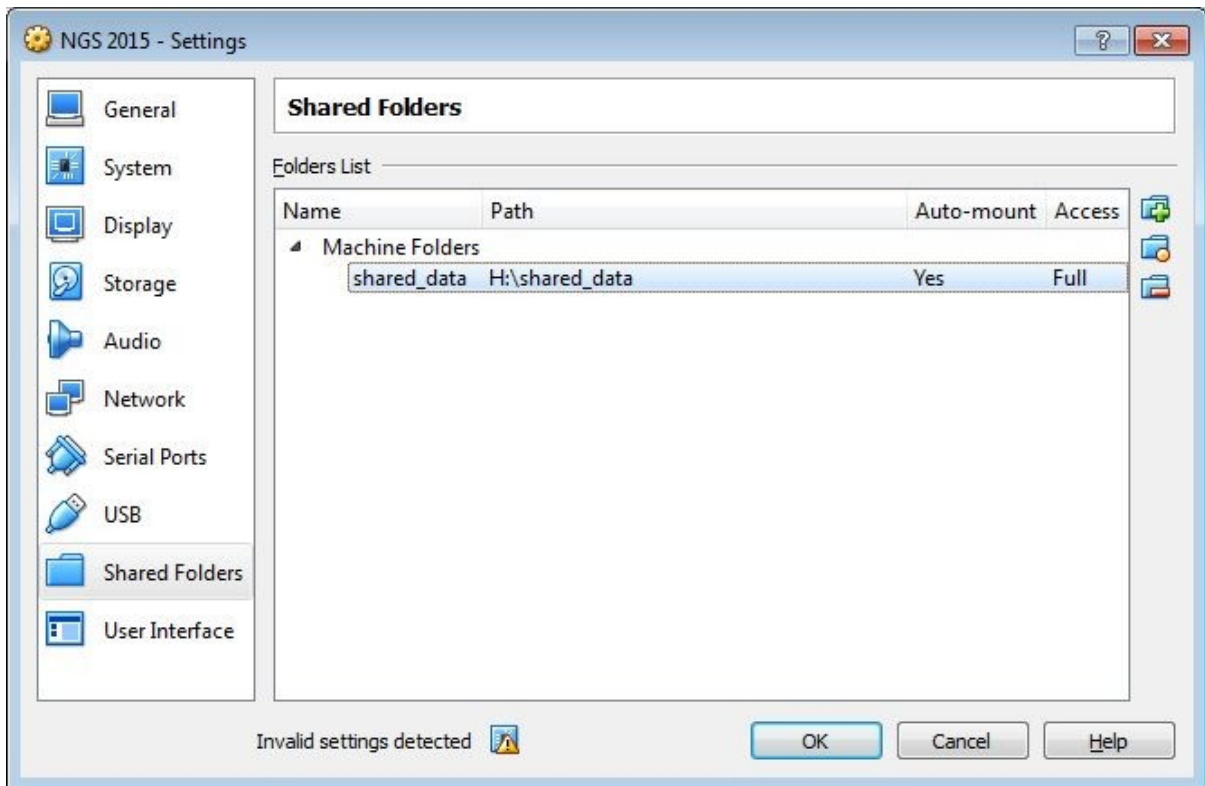 NGS 2015 - Settings
General
System
Display
Storage
Audio
Network
Serial Ports
USB
Shared Folders
User Interface
Shared Folders
Folders List
Name Path Auto-mount Access
Machine Folders
shared_data H:\shared_data Yes Full
Invalid settings detected
OK Cancel Help